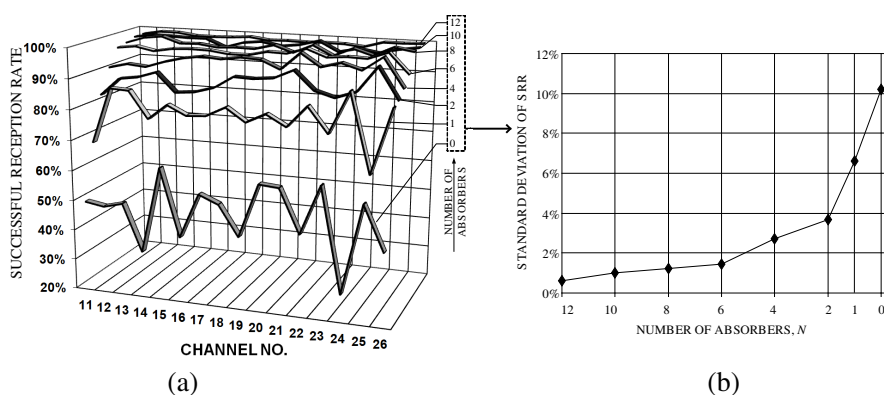 SUCCESSFUL RECEPTION RATE
100%
90%
80%
70%
60%
50%
40%
30%
20%
11 12 13 14 15 16 17 18 19 20 21 22 23 24 25 26
CHANNEL NO.
12
10
8
6
4
2
1
0
NUMBER OF
ABSORBERS
(a)
STANDARD DEVIATION OF SRR
12%
10%
8%
6%
4%
2%
0%
12 10 8 6 4 2 1 0
NUMBER OF ABSORBERS, N
(b)